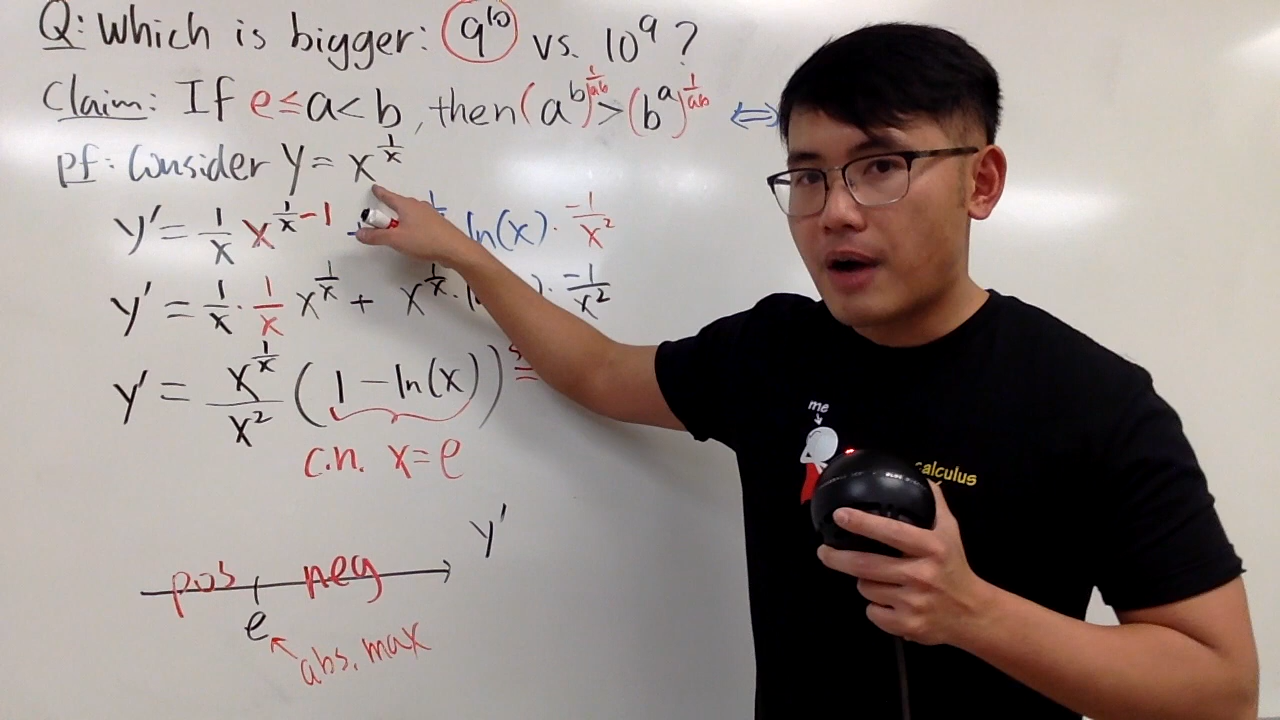 Q: Which is bigger: 9^10 vs. 10^9 ?
Claim: If e ≤ a < b, then (a^b)^(1/ab) > (b^a)^(1/ab) ⇔
pf: Consider y = x^(1/x)
y' = 1/x x^(1/x - 1) ln(x) · -1/x²
y' = 1/x · 1/x x^(1/x) + x^(1/x) · -1/x²
y' = x^(1/x)/x² (1 - ln(x))
c.n. x = e
y'
pos neg
e
abs. max
me
calculus